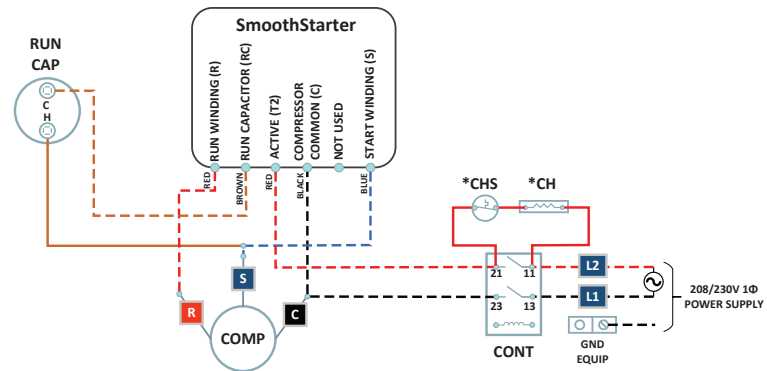 SmoothStarter
RUN
CAP
C
H
RUN WINDING (R)
RUN CAPACITOR (RC)
ACTIVE (T2)
COMPRESSOR
COMMON (C)
NOT USED
START WINDING (S)
RED
BROWN
RED
BLACK
BLUE
*CHS
*CH
21
11
L2
23
13
L1
208/230V 1Φ
POWER SUPPLY
S
R
C
COMP
CONT
GND
EQUIP